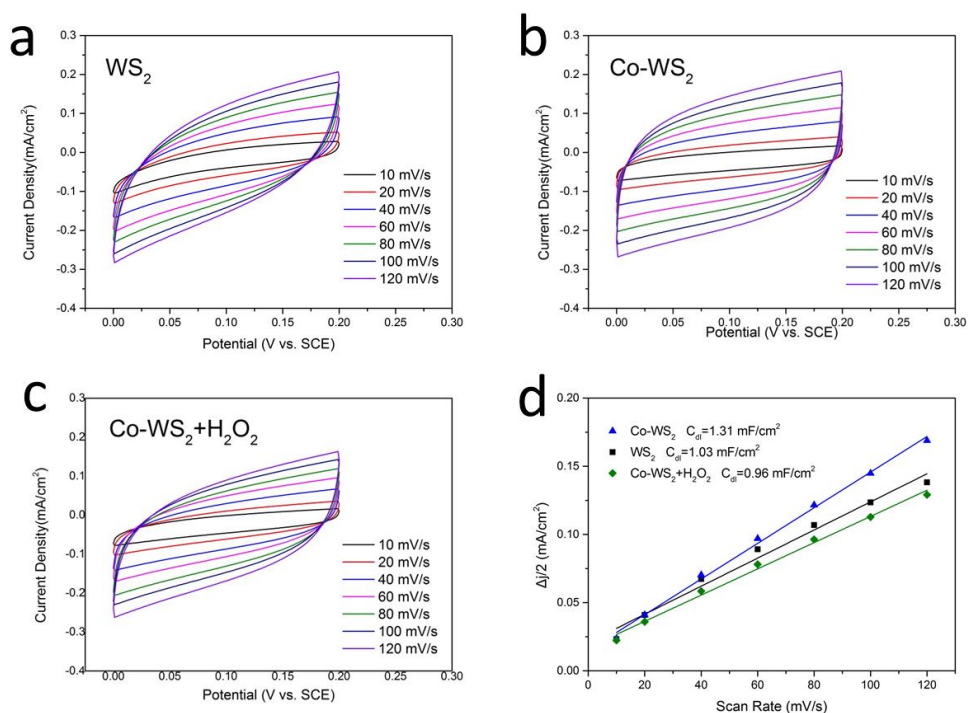 a
WS₂
Current Density(mA/cm²)
0.3
0.2
0.1
0.0
-0.1
-0.2
-0.3
-0.4
10 mV/s
20 mV/s
40 mV/s
60 mV/s
80 mV/s
100 mV/s
120 mV/s
0.00 0.05 0.10 0.15 0.20 0.25 0.30
Potential (V vs. SCE)
b
Co-WS₂
Current Density(mA/cm²)
0.3
0.2
0.1
0.0
-0.1
-0.2
-0.3
-0.4
10 mV/s
20 mV/s
40 mV/s
60 mV/s
80 mV/s
100 mV/s
120 mV/s
0.00 0.05 0.10 0.15 0.20 0.25 0.30
Potential (V vs. SCE)
c
Co-WS₂+H₂O₂
Current Density(mA/cm²)
0.3
0.2
0.1
0.0
-0.1
-0.2
-0.3
-0.4
10 mV/s
20 mV/s
40 mV/s
60 mV/s
80 mV/s
100 mV/s
120 mV/s
0.00 0.05 0.10 0.15 0.20 0.25 0.30
Potential (V vs. SCE)
d
Co-WS₂ C_dl=1.31 mF/cm²
WS₂ C_dl=1.03 mF/cm²
Co-WS₂+H₂O₂ C_dl=0.96 mF/cm²
Δj/2 (mA/cm²)
0.20
0.15
0.10
0.05
0.00
20 40 60 80 100 120
Scan Rate (mV/s)